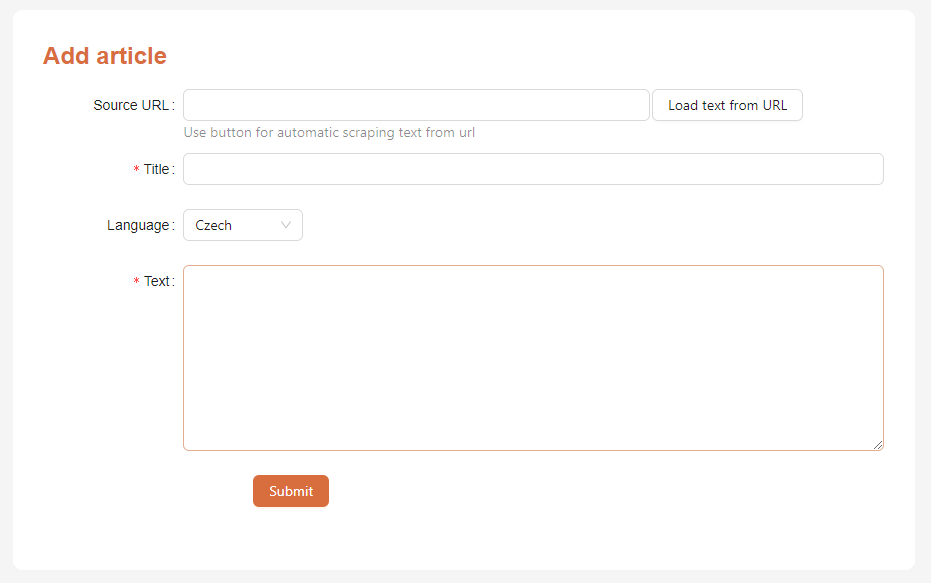 Add article
Source URL: Load text from URL
Use button for automatic scraping text from url
* Title:
Language: Czech
* Text:
Submit